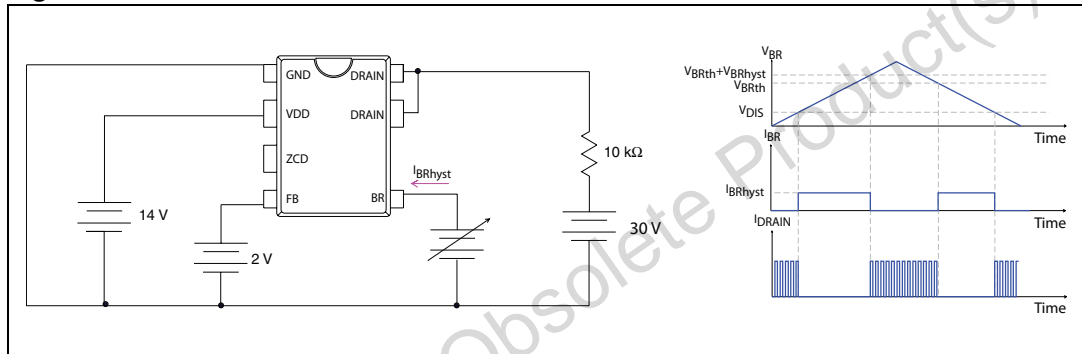 GND
DRAIN
VDD
DRAIN
ZCD
FB
BR
14 V
2 V
IBRhyst
10 kΩ
30 V
VBR
VBRth+VBRhyst
VBRth
VDIS
Time
IBR
IBRhyst
Time
IDRAIN
Time
Obsolete Product(s)